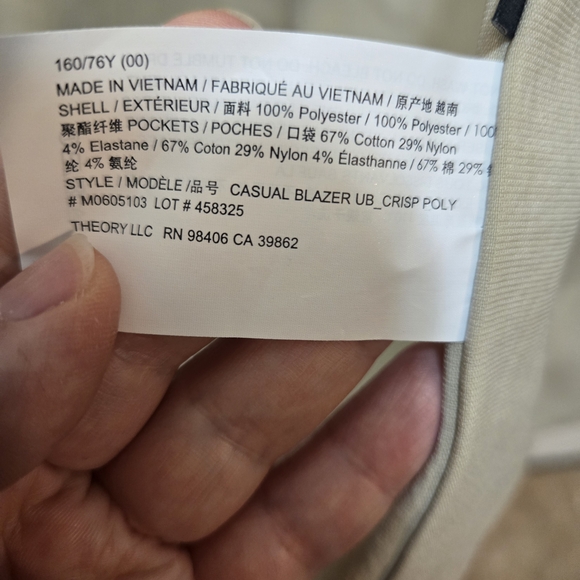 160/76Y (00)
MADE IN VIETNAM / FABRIQUÉ AU VIETNAM / 原产地 越南
SHELL / EXTÉRIEUR / 面料 100% Polyester / 100% Polyester / 100
聚酯纤维 POCKETS / POCHES / 口袋 67% Cotton 29% Nylon
4% Elastane / 67% Coton 29% Nylon 4% Élasthanne / 67% 棉 29%
纶 4% 氨纶
STYLE / MODÈLE /品号 CASUAL BLAZER UB_CRISP POLY
# M0605103 LOT # 458325
THEORY LLC RN 98406 CA 39862